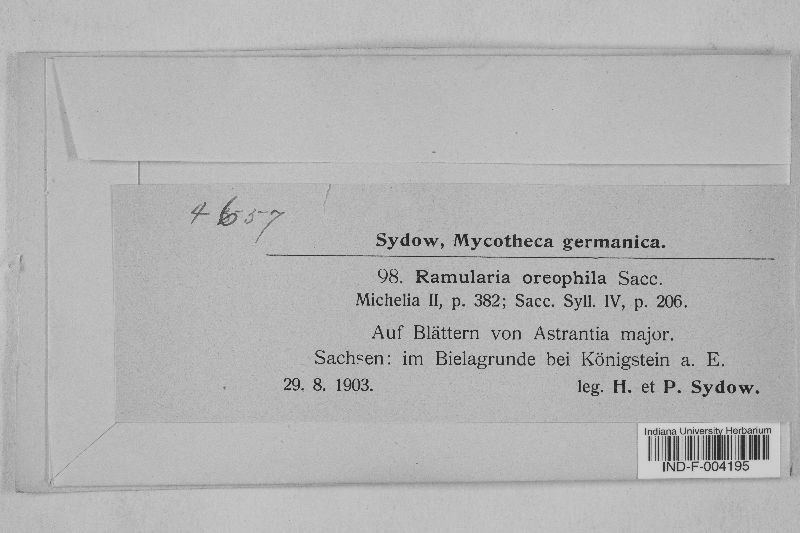 4657
Sydow, Mycotheca germanica.
98. Ramularia oreophila Sacc.
Michelia II, p. 382; Sacc. Syll. IV, p. 206.
Auf Blättern von Astrantia major.
Sachsen: im Bielagrunde bei Königstein a. E.
29. 8. 1903. leg. H. et P. Sydow.
Indiana University Herbarium
IND-F-004195